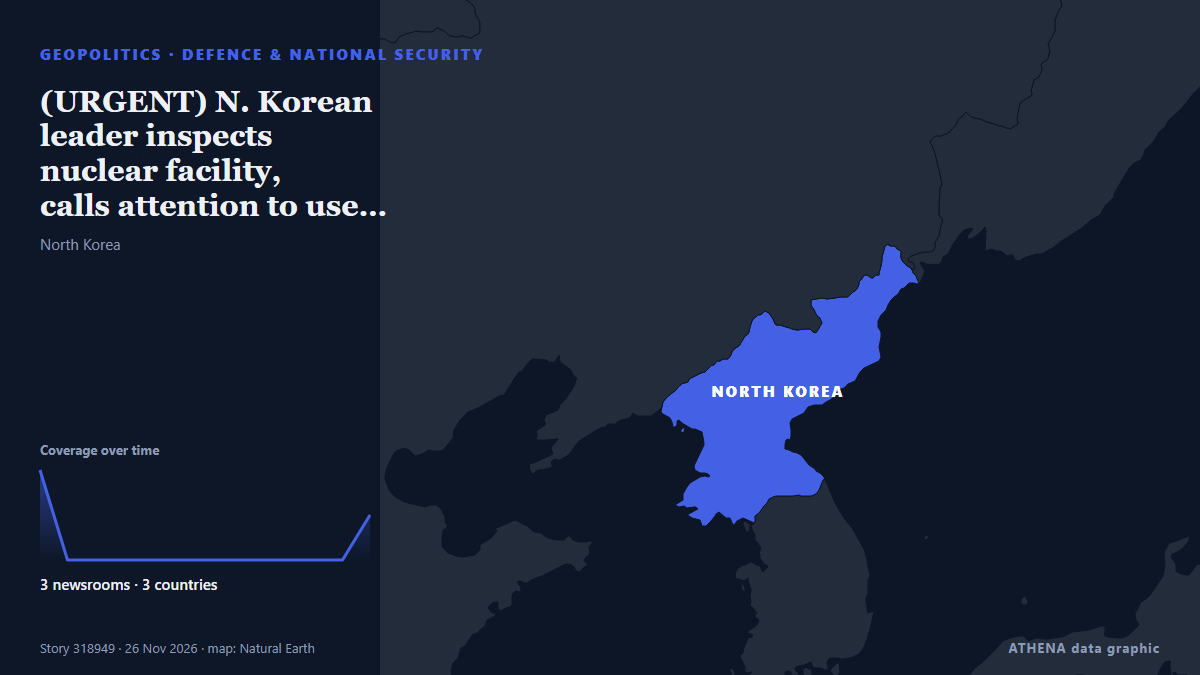 GEOPOLITICS · DEFENCE & NATIONAL SECURITY
(URGENT) N. Korean
leader inspects
nuclear facility,
calls attention to use...
North Korea
NORTH KOREA
Coverage over time
3 newsrooms · 3 countries
Story 318949 · 26 Nov 2026 · map: Natural Earth
ATHENA data graphic